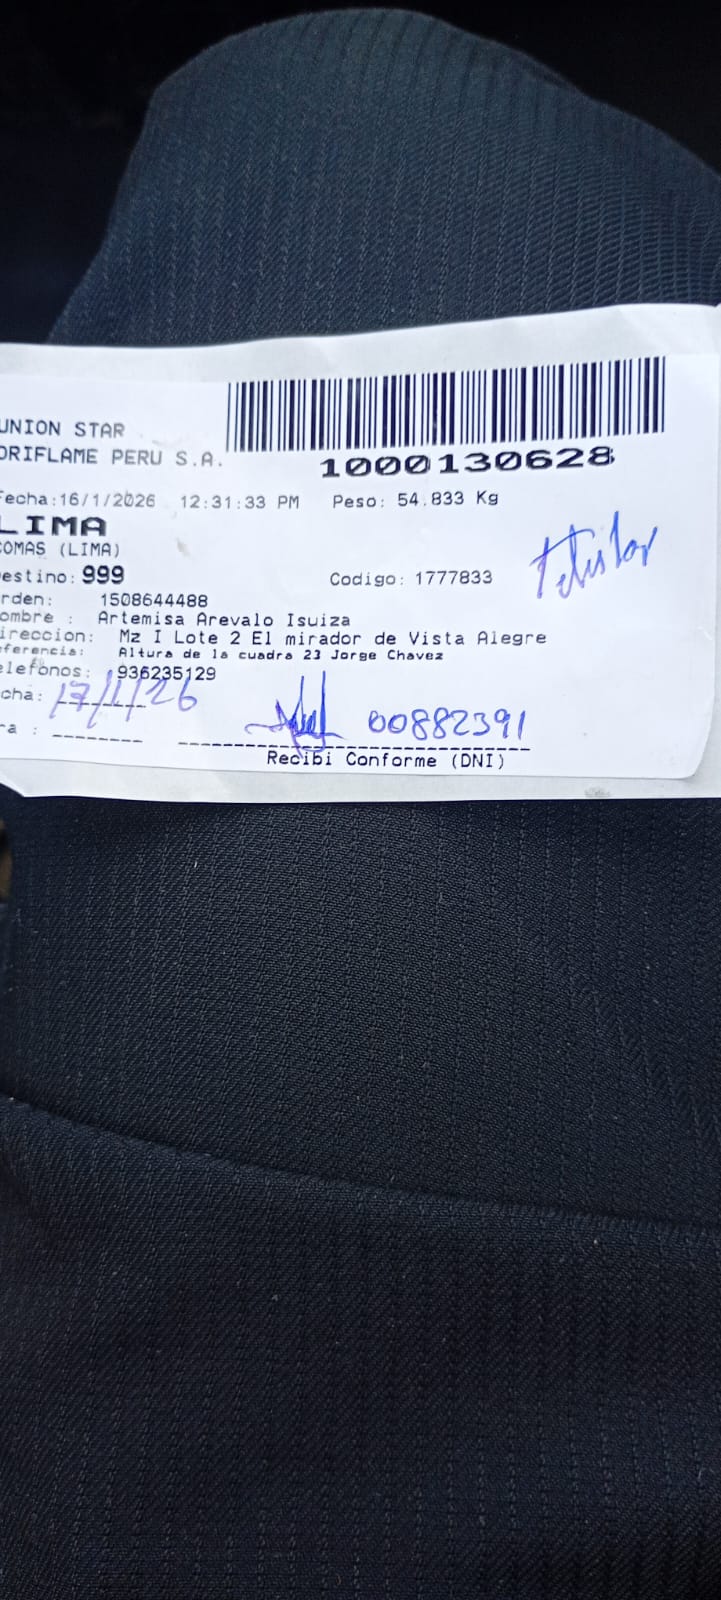 UNION STAR
ORIFLAME PERU S.A.
1000130628
Fecha:16/1/2026 12:31:33 PM Peso: 54.833 Kg
LIMA
COMAS (LIMA)
estino: 999 Codigo: 1777833
Titular
rden: 1508644488
ombre : Artemisa Arevalo Isuiza
ireccion: Mz I Lote 2 El mirador de Vista Alegre
ferencia: Altura de la cuadra 23 Jorge Chavez
elefonos: 936235129
cha: 17/1/26
00882391
ra : ________
Recibi Conforme (DNI)